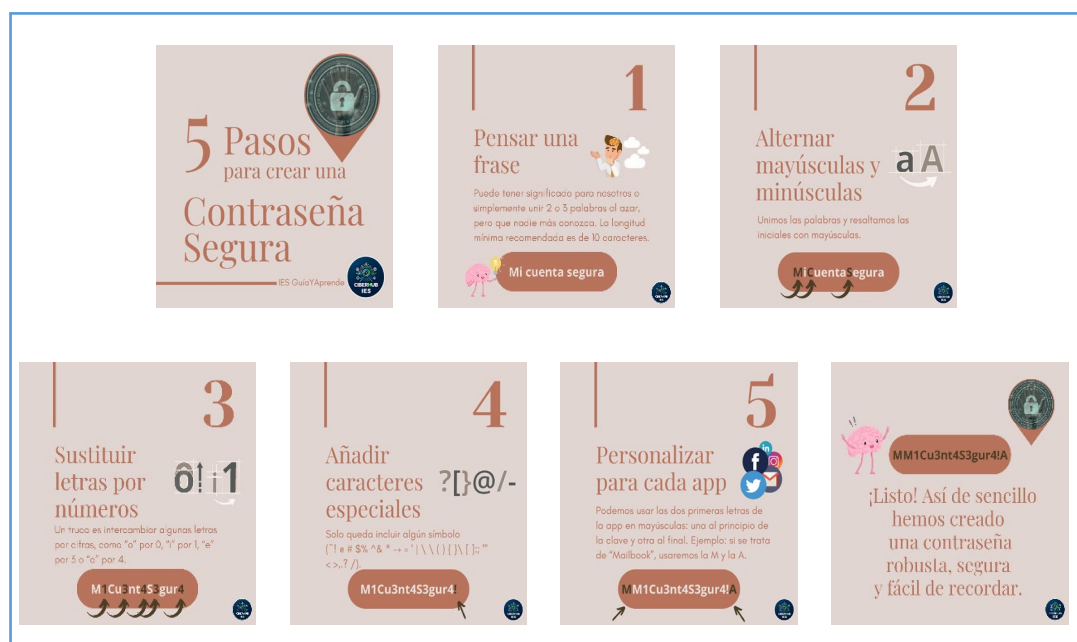 5 Pasos
para crear una
Contraseña
Segura
IES GuíaYAprende
CIBERHUB
IES
1
Pensar una
frase
Puede tener significado para nosotros o
simplemente unir 2 o 3 palabras al azar,
pero que nadie más conozca. La longitud
mínima recomendada es de 10 caracteres.
Mi cuenta segura
2
Alternar
mayúsculas y
minúsculas
aA
Unimos las palabras y resaltamos las
iniciales con mayúsculas.
MiCuentaSegura
3
Sustituir
letras por
números
Un truco es intercambiar algunas letras
por cifras, como "o" por 0, "i" por 1, "e"
por 3 o "a" por 4.
M1Cu3nt4S3gur4
4
Añadir
caracteres
especiales
?[}@/-
Solo queda incluir algún símbolo
M1Cu3nt4S3gur4!
5
Personalizar
para cada app
Podemos usar las dos primeras letras de
la app en mayúsculas: una al principio de
la clave y otra al final. Ejemplo: si se trata
de "Mailbook", usaremos la M y la A.
MM1Cu3nt4S3gur4!A
MM1Cu3nt4S3gur4!A
¡Listo! Así de sencillo
hemos creado
una contraseña
robusta, segura
y fácil de recordar.